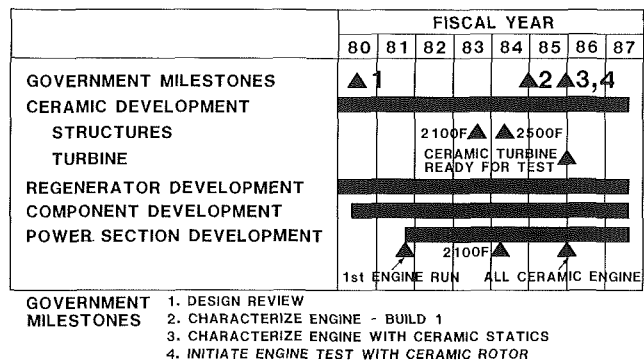 FISCAL YEAR
80 81 82 83 84 85 86 87
GOVERNMENT MILESTONES 1 2 3,4
CERAMIC DEVELOPMENT
STRUCTURES 2100F 2500F
TURBINE CERAMIC TURBINE
READY FOR TEST
REGENERATOR DEVELOPMENT
COMPONENT DEVELOPMENT
POWER SECTION DEVELOPMENT
2100F
1st ENGINE RUN ALL CERAMIC ENGINE
GOVERNMENT 1. DESIGN REVIEW
MILESTONES 2. CHARACTERIZE ENGINE - BUILD 1
3. CHARACTERIZE ENGINE WITH CERAMIC STATICS
4. INITIATE ENGINE TEST WITH CERAMIC ROTOR